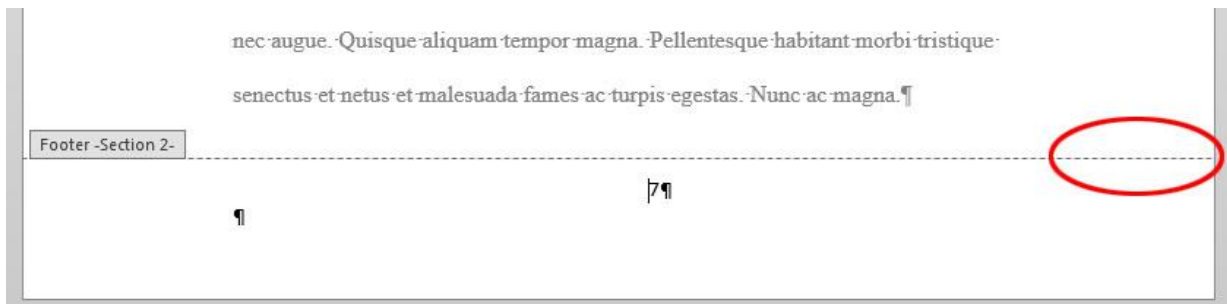 nec·augue.·Quisque·aliquam·tempor·magna.·Pellentesque·habitant·morbi·tristique·
senectus·et·netus·et·malesuada·fames·ac·turpis·egestas.·Nunc·ac·magna.¶
Footer -Section 2-
7¶
¶